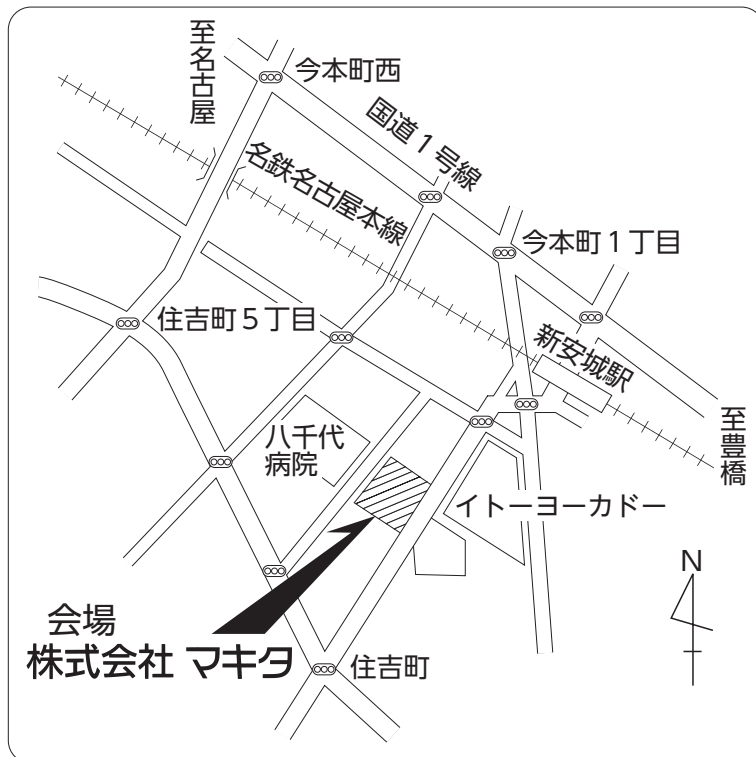 至名古屋
今本町西
国道1号線
名鉄名古屋本線
今本町1丁目
住吉町5丁目
新安城駅
至豊橋
八千代
病院
イトーヨーカドー
N
会場
株式会社 マキタ
住吉町